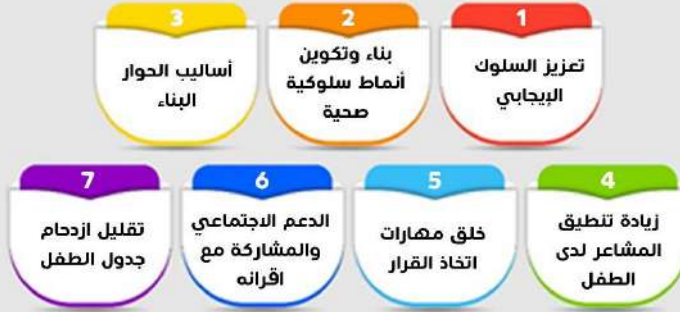 1
تعزيز السلوك
الإيجابي
2
بناء وتكوين
أنماط سلوكية
صحية
3
أساليب الحوار
البناء
4
زيادة تنطيق
المشاعر لدى
الطفل
5
خلق مهارات
اتخاذ القرار
6
الدعم الاجتماعي
والمشاركة مع
اقرانه
7
تقليل ازدحام
جدول الطفل